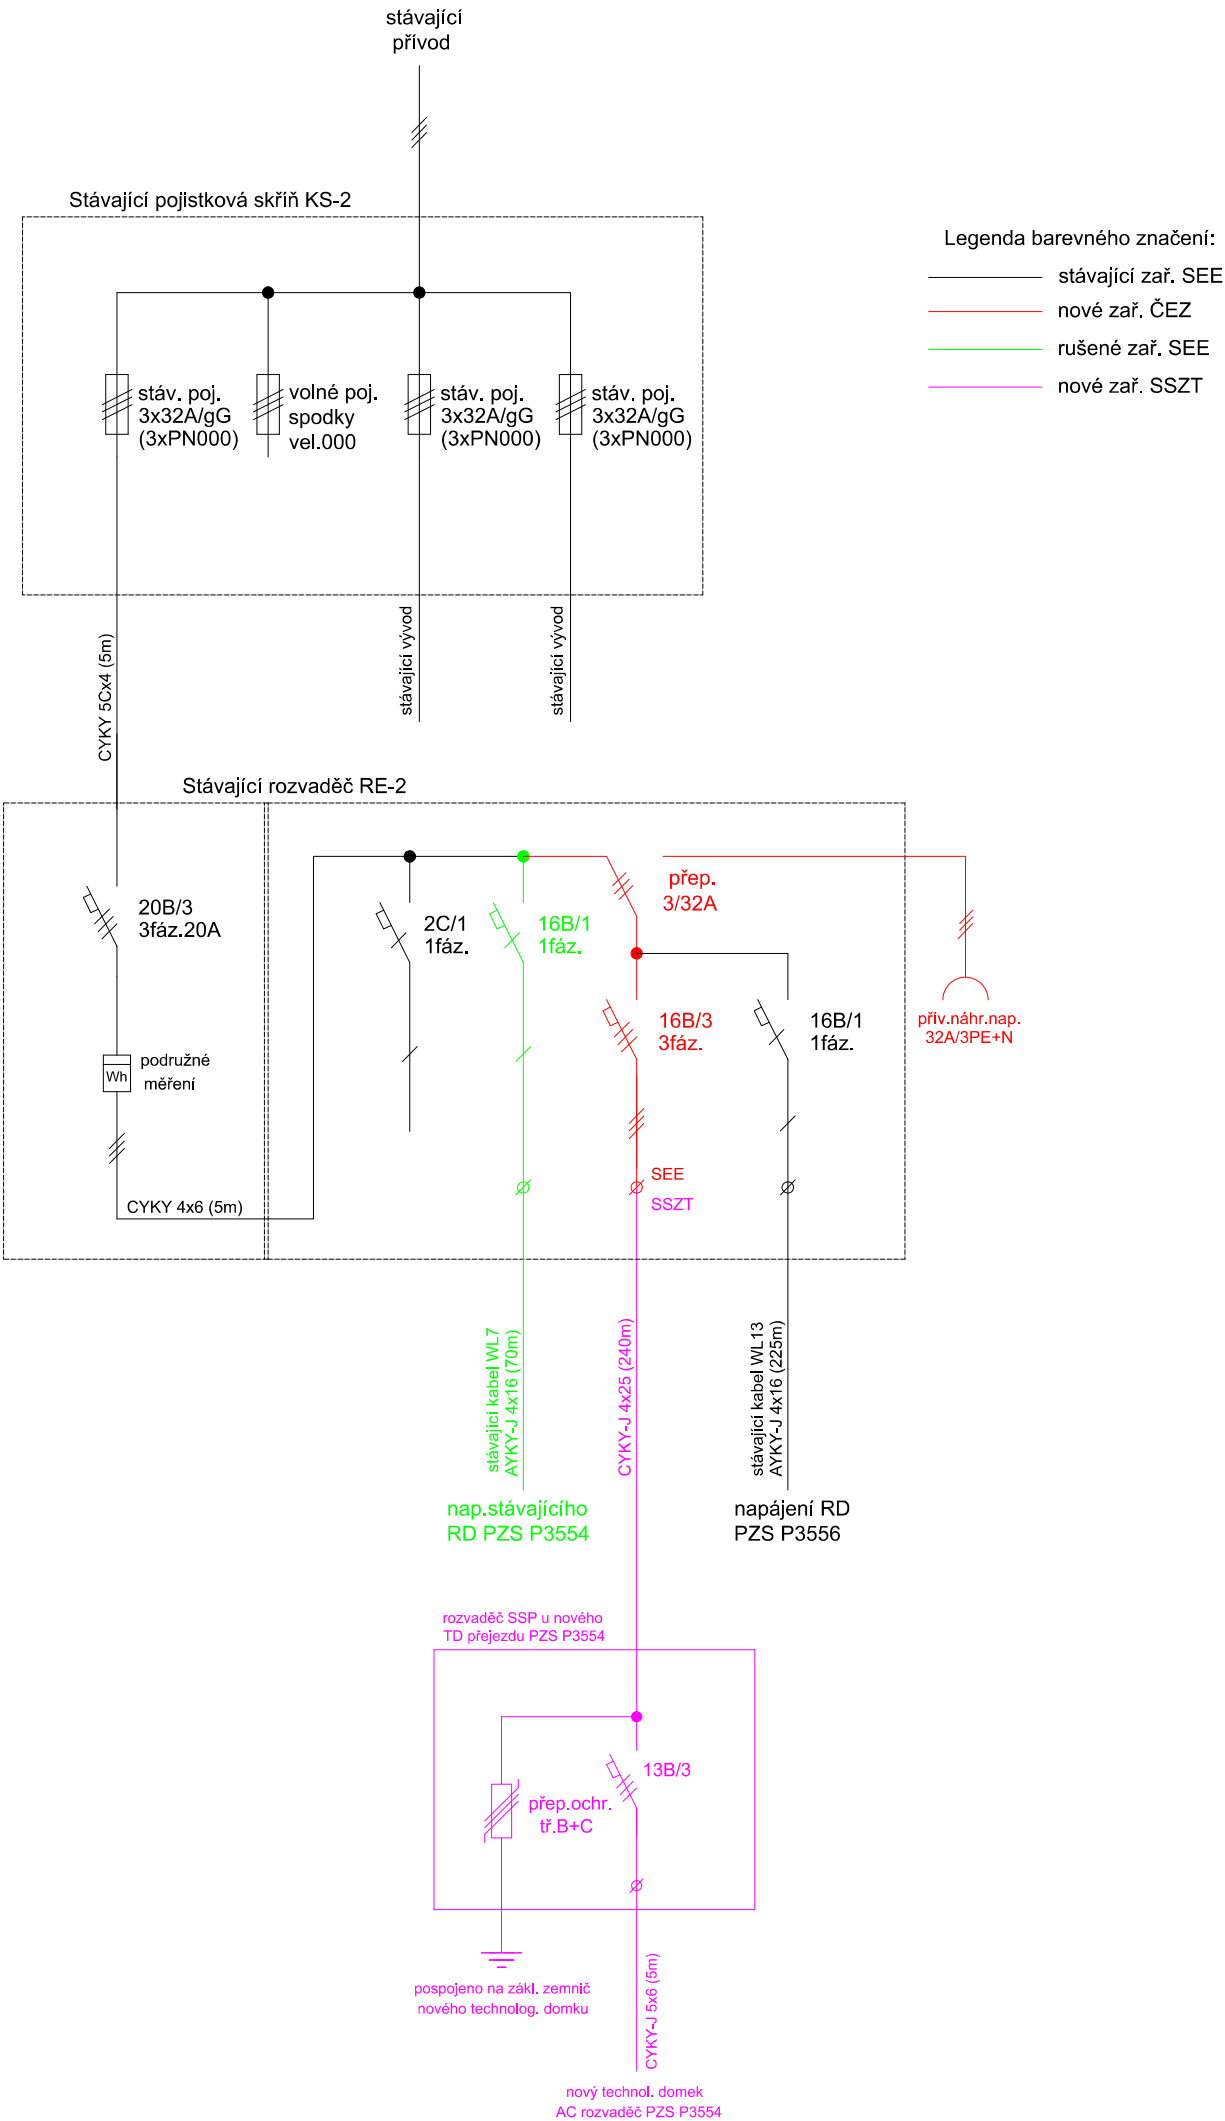 stávající
přívod
Stávající pojistková skříň KS-2
Legenda barevného značení:
stávající zař. SEE
nové zař. ČEZ
rušené zař. SEE
nové zař. SSZT
stáv. poj.
3x32A/gG
(3xPN000)
volné poj.
spodky
vel.000
stáv. poj.
3x32A/gG
(3xPN000)
stáv. poj.
3x32A/gG
(3xPN000)
CYKY 5Cx4 (5m)
stávající vývod
stávající vývod
Stávající rozvaděč RE-2
20B/3
3fáz.20A
podružné
měření
Wh
CYKY 4x6 (5m)
2C/1
1fáz.
16B/1
1fáz.
přep.
3/32A
16B/3
3fáz.
16B/1
1fáz.
přív.náhr.nap.
32A/3PE+N
SEE
SSZT
stávající kabel WL7
AYKY-J 4x16 (70m)
CYKY-J 4x25 (240m)
stávající kabel WL13
AYKY-J 4x16 (225m)
nap.stávajícího
RD PZS P3554
napájení RD
PZS P3556
rozvaděč SSP u nového
TD přejezdu PZS P3554
13B/3
přep.ochr.
tř.B+C
pospojeno na zákl. zemnič
nového technolog. domku
CYKY-J 5x6 (5m)
nový technol. domek
AC rozvaděč PZS P3554